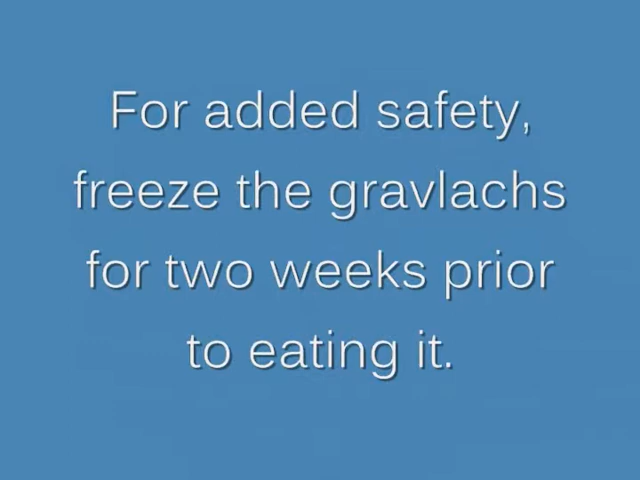 For added safety,
freeze the gravlachs
for two weeks prior
to eating it.